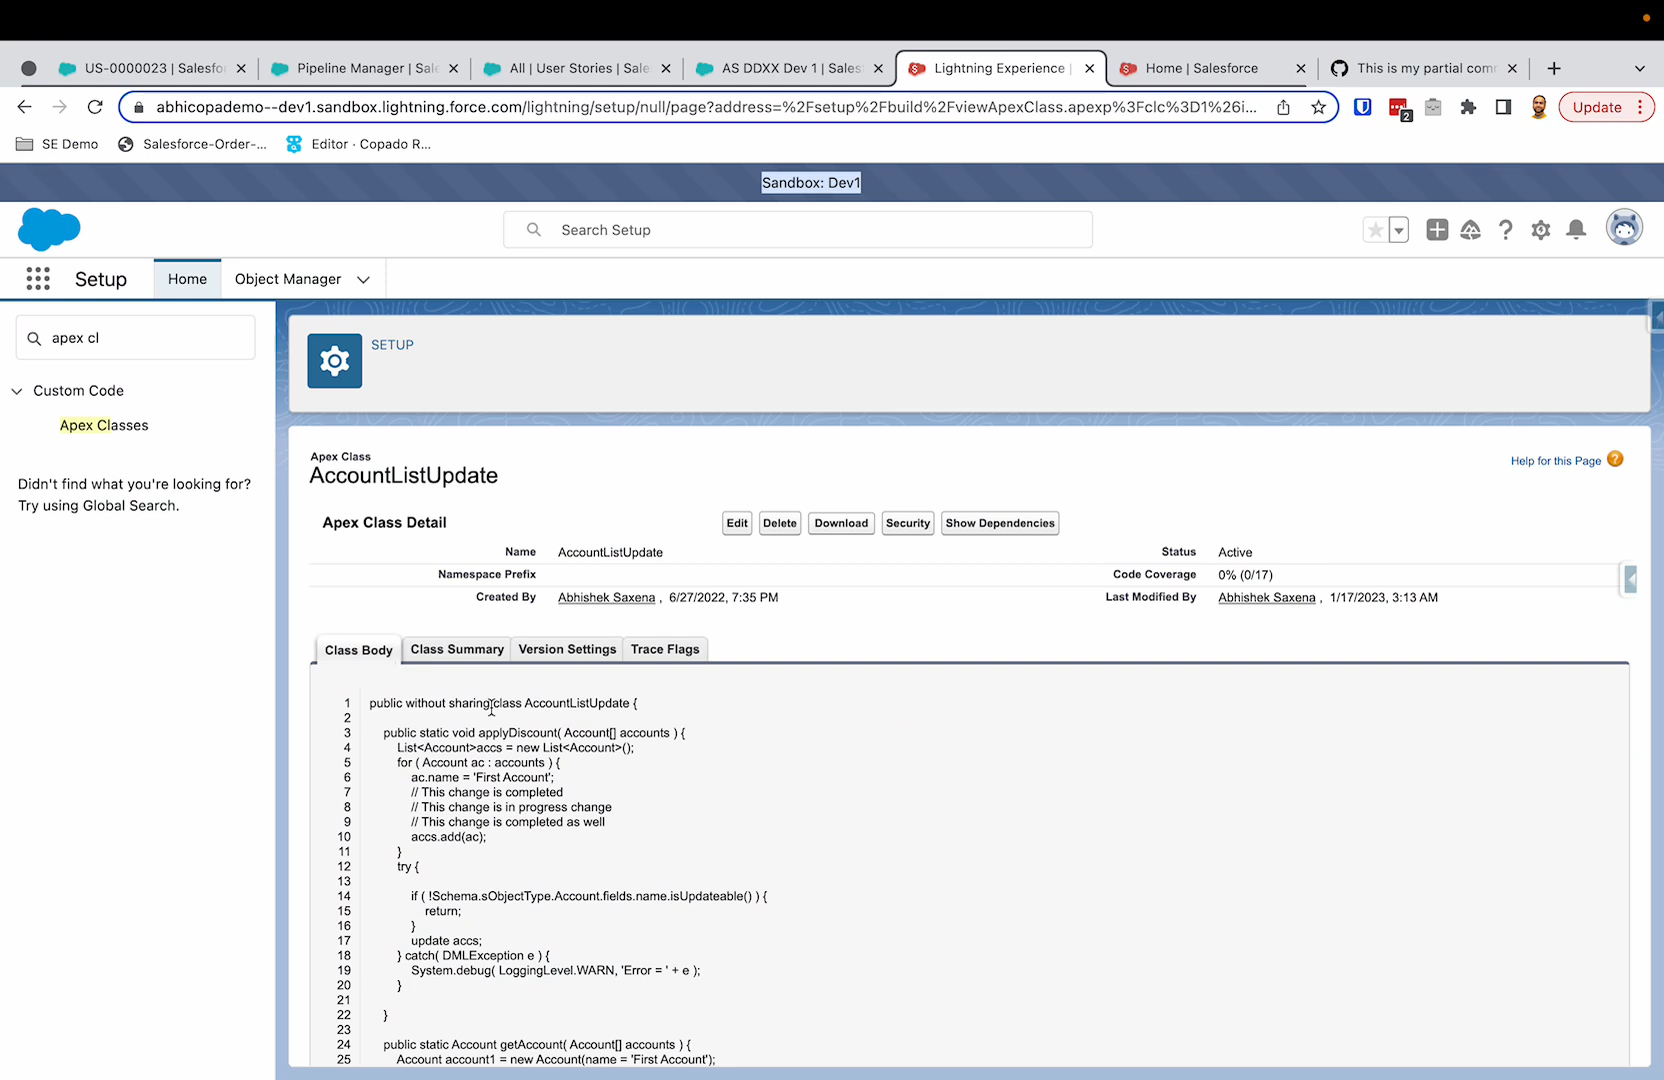 US-0000023 | Salesfo
Pipeline Manager | Sal
All | User Stories | Sale
AS DDXX Dev 1 | Sales
Lightning Experience |
Home | Salesforce
This is my partial com
abhicopademo--dev1.sandbox.lightning.force.com/lightning/setup/null/page?address=%2Fsetup%2Fbuild%2FviewApexClass.apexp%3Fclc%3D1%26i...
2
Update
SE Demo
Salesforce-Order-...
Editor · Copado R...
Sandbox: Dev1
Search Setup
Setup
Home
Object Manager
apex cl
SETUP
Custom Code
Apex Classes
Didn't find what you're looking for?
Try using Global Search.
Apex Class
AccountListUpdate
Help for this Page ?
Apex Class Detail
Edit
Delete
Download
Security
Show Dependencies
Name AccountListUpdate
Status Active
Namespace Prefix
Code Coverage 0% (0/17)
Created By Abhishek Saxena , 6/27/2022, 7:35 PM
Last Modified By Abhishek Saxena , 1/17/2023, 3:13 AM
Class Body
Class Summary
Version Settings
Trace Flags
1 public without sharing class AccountListUpdate {
2
3 public static void applyDiscount( Account[] accounts ) {
4 List<Account>accs = new List<Account>();
5 for ( Account ac : accounts ) {
6 ac.name = 'First Account';
7 // This change is completed
8 // This change is in progress change
9 // This change is completed as well
10 accs.add(ac);
11 }
12 try {
13
14 if ( !Schema.sObjectType.Account.fields.name.isUpdateable() ) {
15 return;
16 }
17 update accs;
18 } catch( DMLException e ) {
19 System.debug( LoggingLevel.WARN, 'Error = ' + e );
20 }
21
22 }
23
24 public static Account getAccount( Account[] accounts ) {
25 Account account1 = new Account(name = 'First Account');